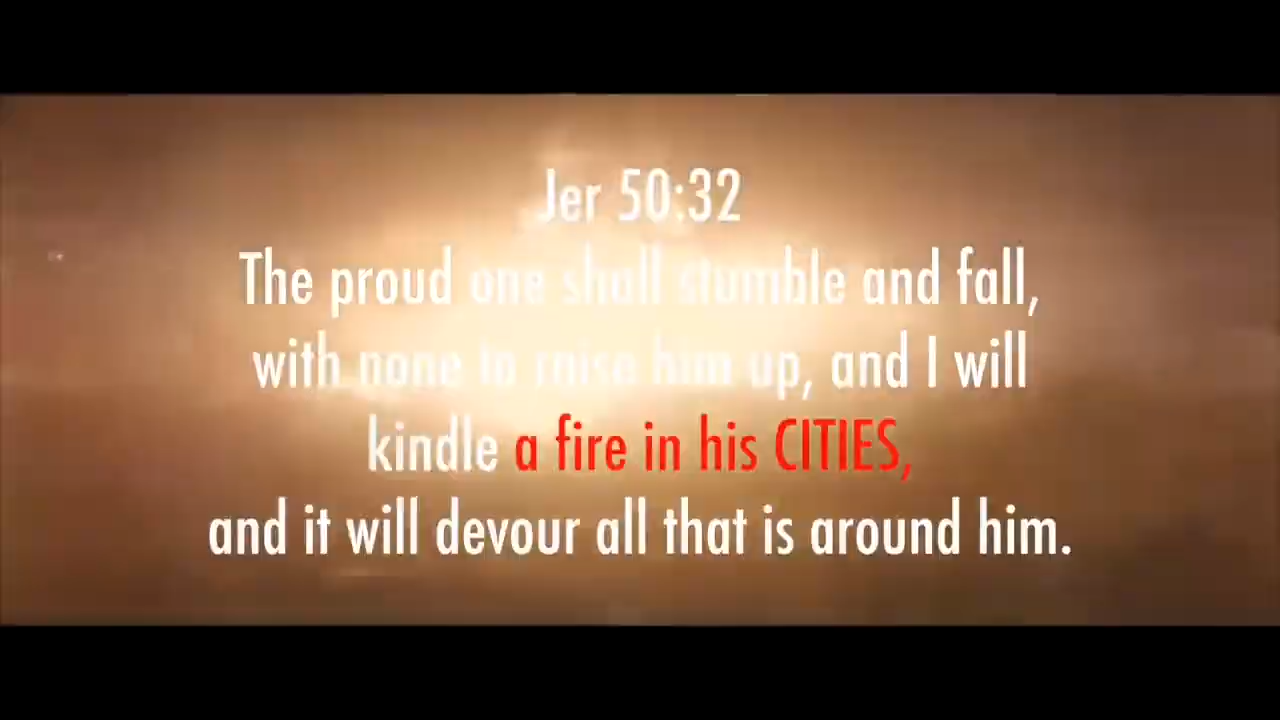 Jer 50:32
The proud one shall stumble and fall,
with none to raise him up, and I will
kindle a fire in his CITIES,
and it will devour all that is around him.